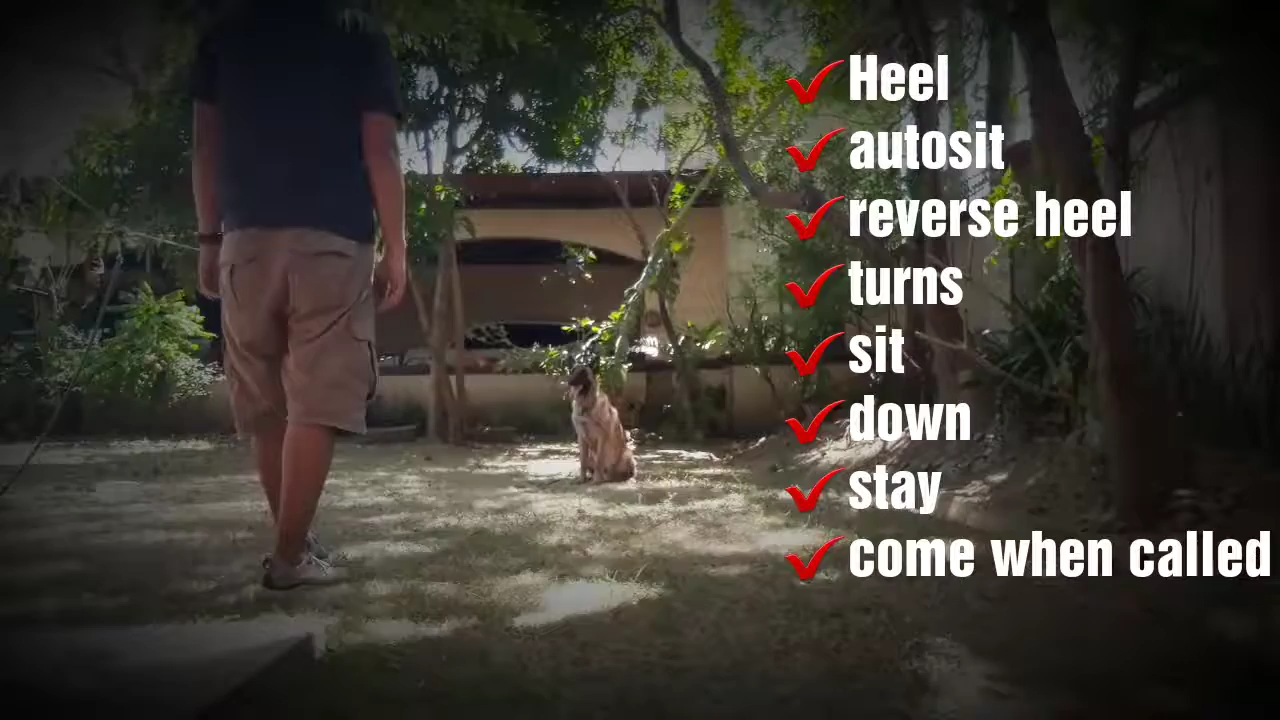 Heel
autosit
reverse heel
turns
sit
down
stay
come when called